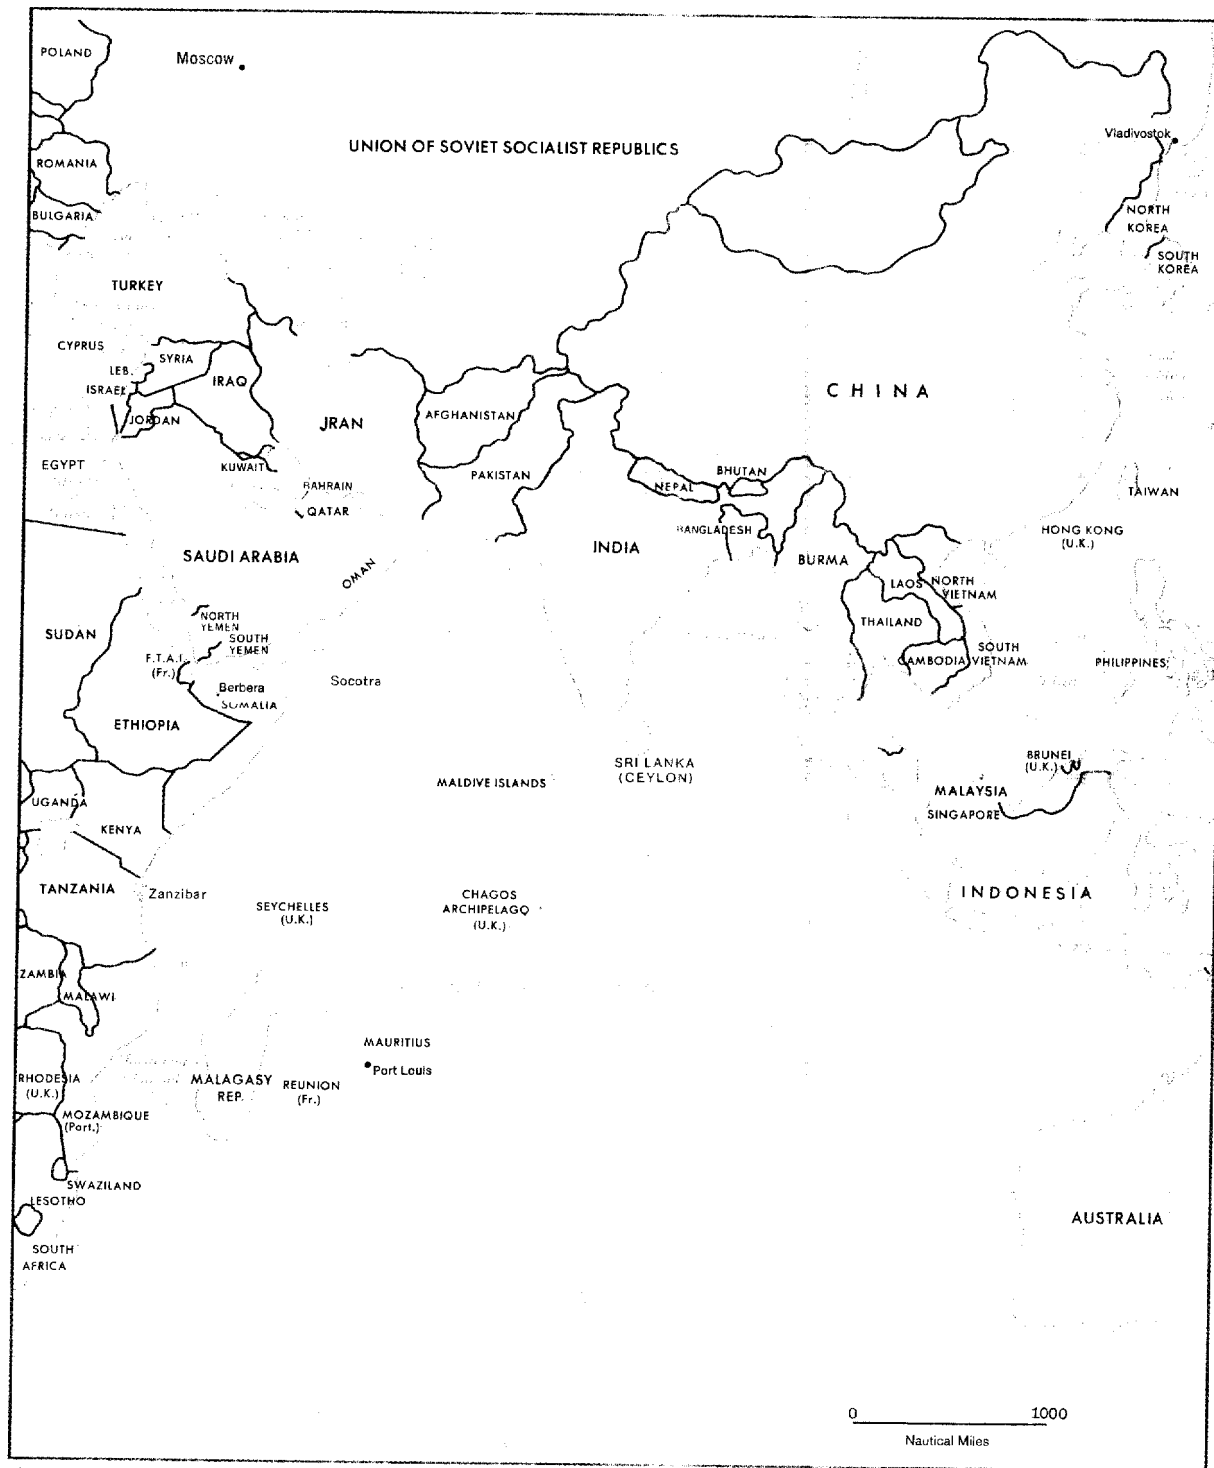 POLAND
Moscow
UNION OF SOVIET SOCIALIST REPUBLICS
Vladivostok
ROMANIA
BULGARIA
NORTH
KOREA
SOUTH
KOREA
TURKEY
CYPRUS
SYRIA
LEB.
ISRAEL
IRAQ
JORDAN
IRAN
AFGHANISTAN
CHINA
EGYPT
KUWAIT
PAKISTAN
BHUTAN
NEPAL
BAHRAIN
QATAR
TAIWAN
BANGLADESH
HONG KONG
(U.K.)
SAUDI ARABIA
INDIA
BURMA
OMAN
LAOS
NORTH
VIETNAM
NORTH
YEMEN
THAILAND
SUDAN
SOUTH
YEMEN
F.T.A.I.
(Fr.)
SOUTH
VIETNAM
CAMBODIA
PHILIPPINES
Socotra
Berbera
SOMALIA
ETHIOPIA
SRI LANKA
(CEYLON)
BRUNEI
(U.K.)
MALDIVE ISLANDS
MALAYSIA
UGANDA
SINGAPORE
KENYA
TANZANIA
Zanzibar
SEYCHELLES
(U.K.)
CHAGOS
ARCHIPELAGO
(U.K.)
INDONESIA
ZAMBIA
MALAWI
MAURITIUS
Port Louis
RHODESIA
(U.K.)
MALAGASY
REP.
REUNION
(Fr.)
MOZAMBIQUE
(Port.)
SWAZILAND
LESOTHO
AUSTRALIA
SOUTH
AFRICA
0 1000
Nautical Miles